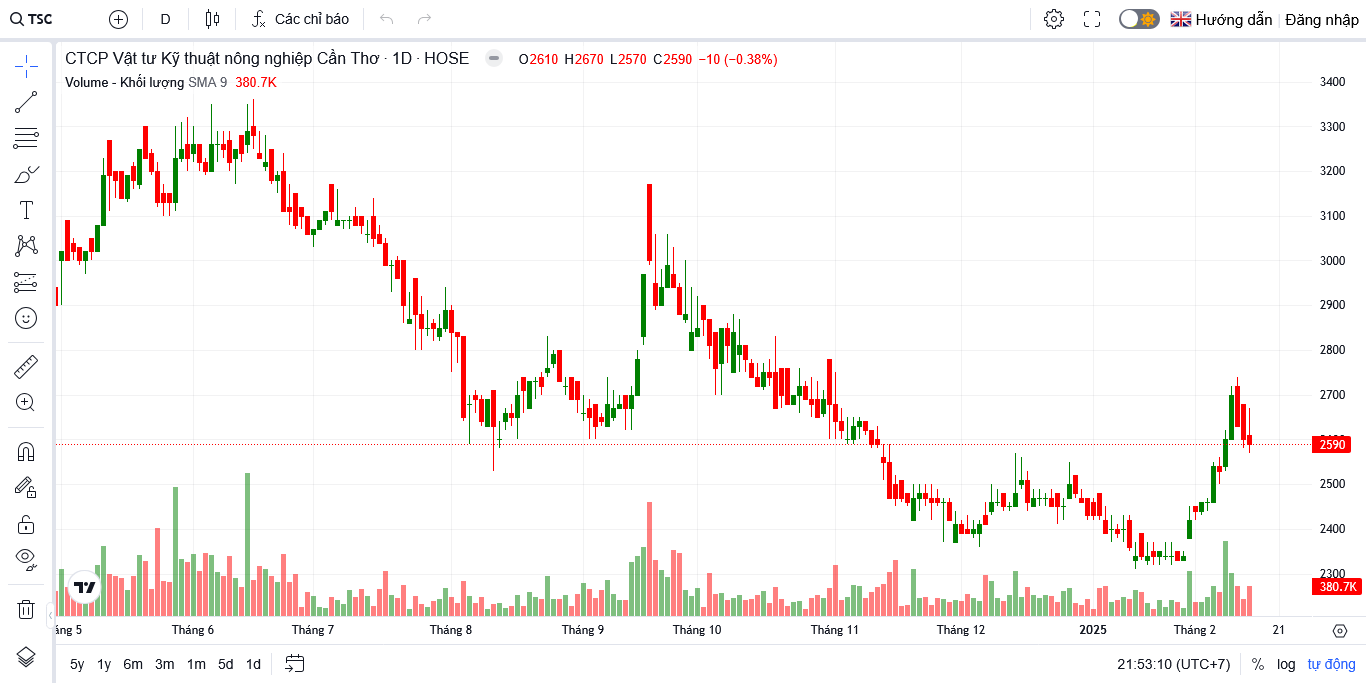 TSC D Các chỉ báo Hướng dẫn Đăng nhập
CTCP Vật tư Kỹ thuật nông nghiệp Cần Thơ · 1D · HOSE O2610 H2670 L2570 C2590 −10 (−0.38%)
Volume - Khối lượng SMA 9 380.7K
3400
3300
3200
3100
3000
2900
2800
2700
2590
2500
2400
2300
380.7K
áng 5 Tháng 6 Tháng 7 Tháng 8 Tháng 9 Tháng 10 Tháng 11 Tháng 12 2025 Tháng 2 21
5y 1y 6m 3m 1m 5d 1d 21:53:10 (UTC+7) % log tự động